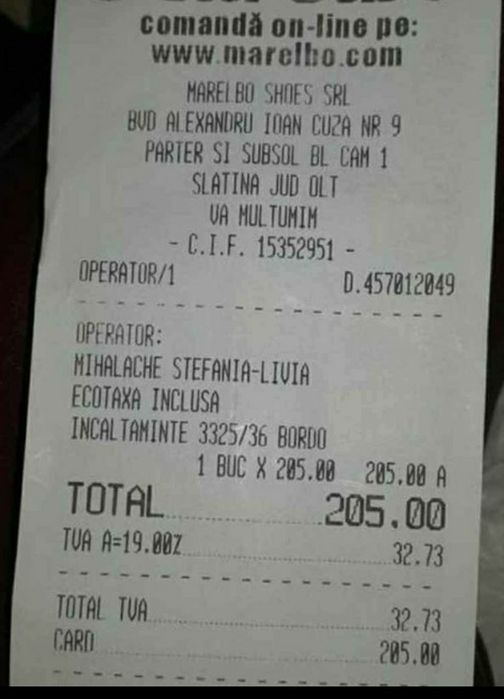 comandă on-line pe:
www.marelbo.com
MARELBO SHOES SRL
BVD ALEXANDRU IOAN CUZA NR 9
PARTER SI SUBSOL BL CAM 1
SLATINA JUD OLT
VA MULTUMIM
- C.I.F. 15352951 -
OPERATOR/1 D.457012049
OPERATOR:
MIHALACHE STEFANIA-LIVIA
ECOTAXA INCLUSA
INCALTAMINTE 3325/36 BORDO
1 BUC X 205.00 205.00 A
TOTAL 205.00
TVA A=19.00% 32.73
TOTAL TVA 32.73
CARD 205.00